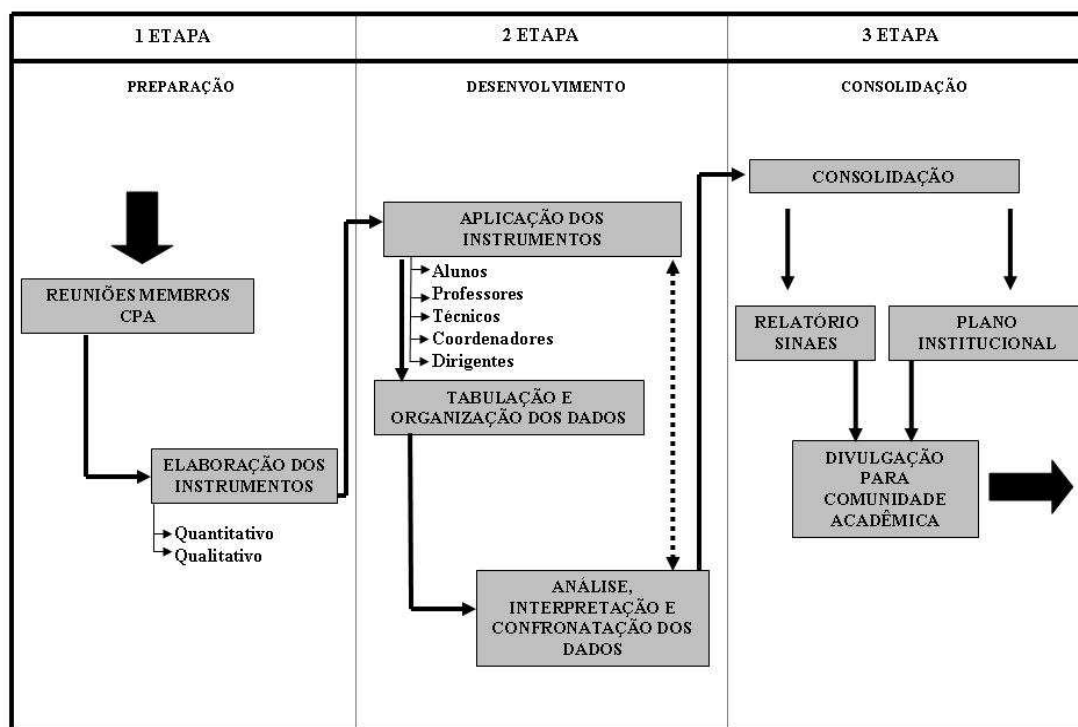 1 ETAPA
2 ETAPA
3 ETAPA
PREPARAÇÃO
DESENVOLVIMENTO
CONSOLIDAÇÃO
REUNIÕES MEMBROS
CPA
ELABORAÇÃO DOS
INSTRUMENTOS
Quantitativo
Qualitativo
APLICAÇÃO DOS
INSTRUMENTOS
Alunos
Professores
Técnicos
Coordenadores
Dirigentes
TABULAÇÃO E
ORGANIZAÇÃO DOS DADOS
ANÁLISE,
INTERPRETAÇÃO E
CONFRONATAÇÃO DOS
DADOS
CONSOLIDAÇÃO
RELATÓRIO
SINAES
PLANO
INSTITUCIONAL
DIVULGAÇÃO
PARA
COMUNIDADE
ACADÊMICA